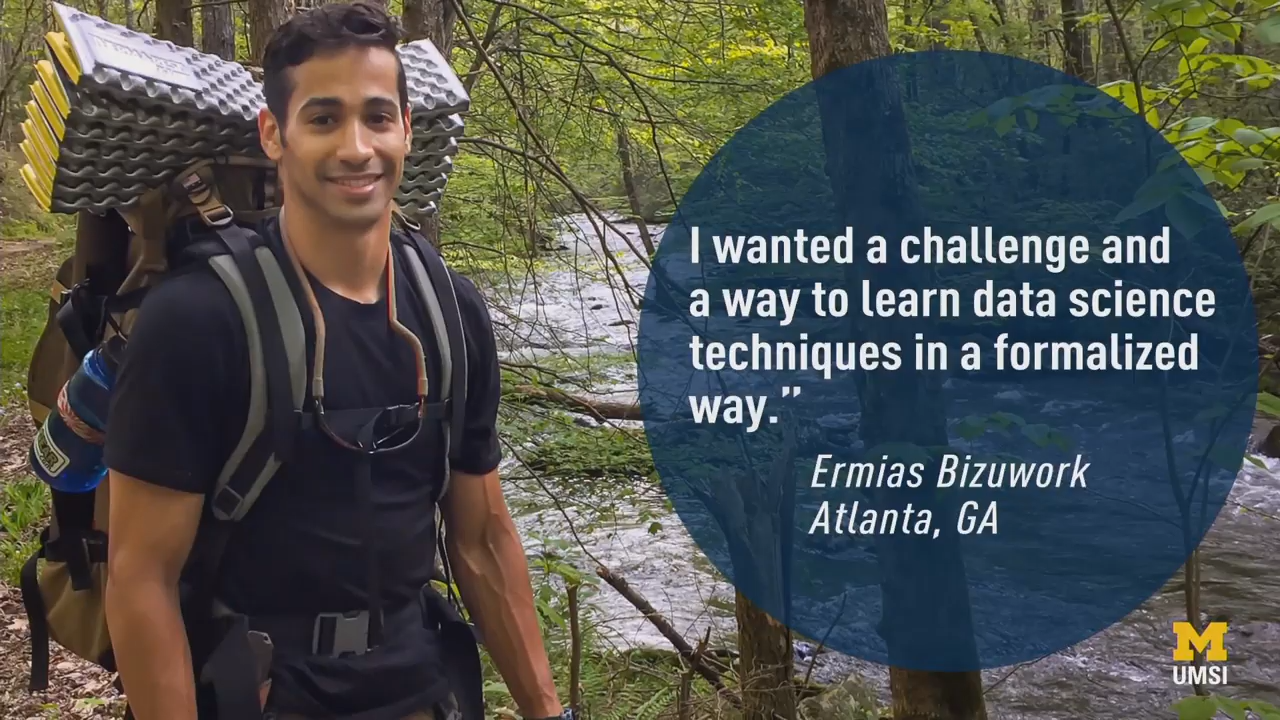 I wanted a challenge and
a way to learn data science
techniques in a formalized
way.”
Ermias Bizuwork
Atlanta, GA
M
UMSI